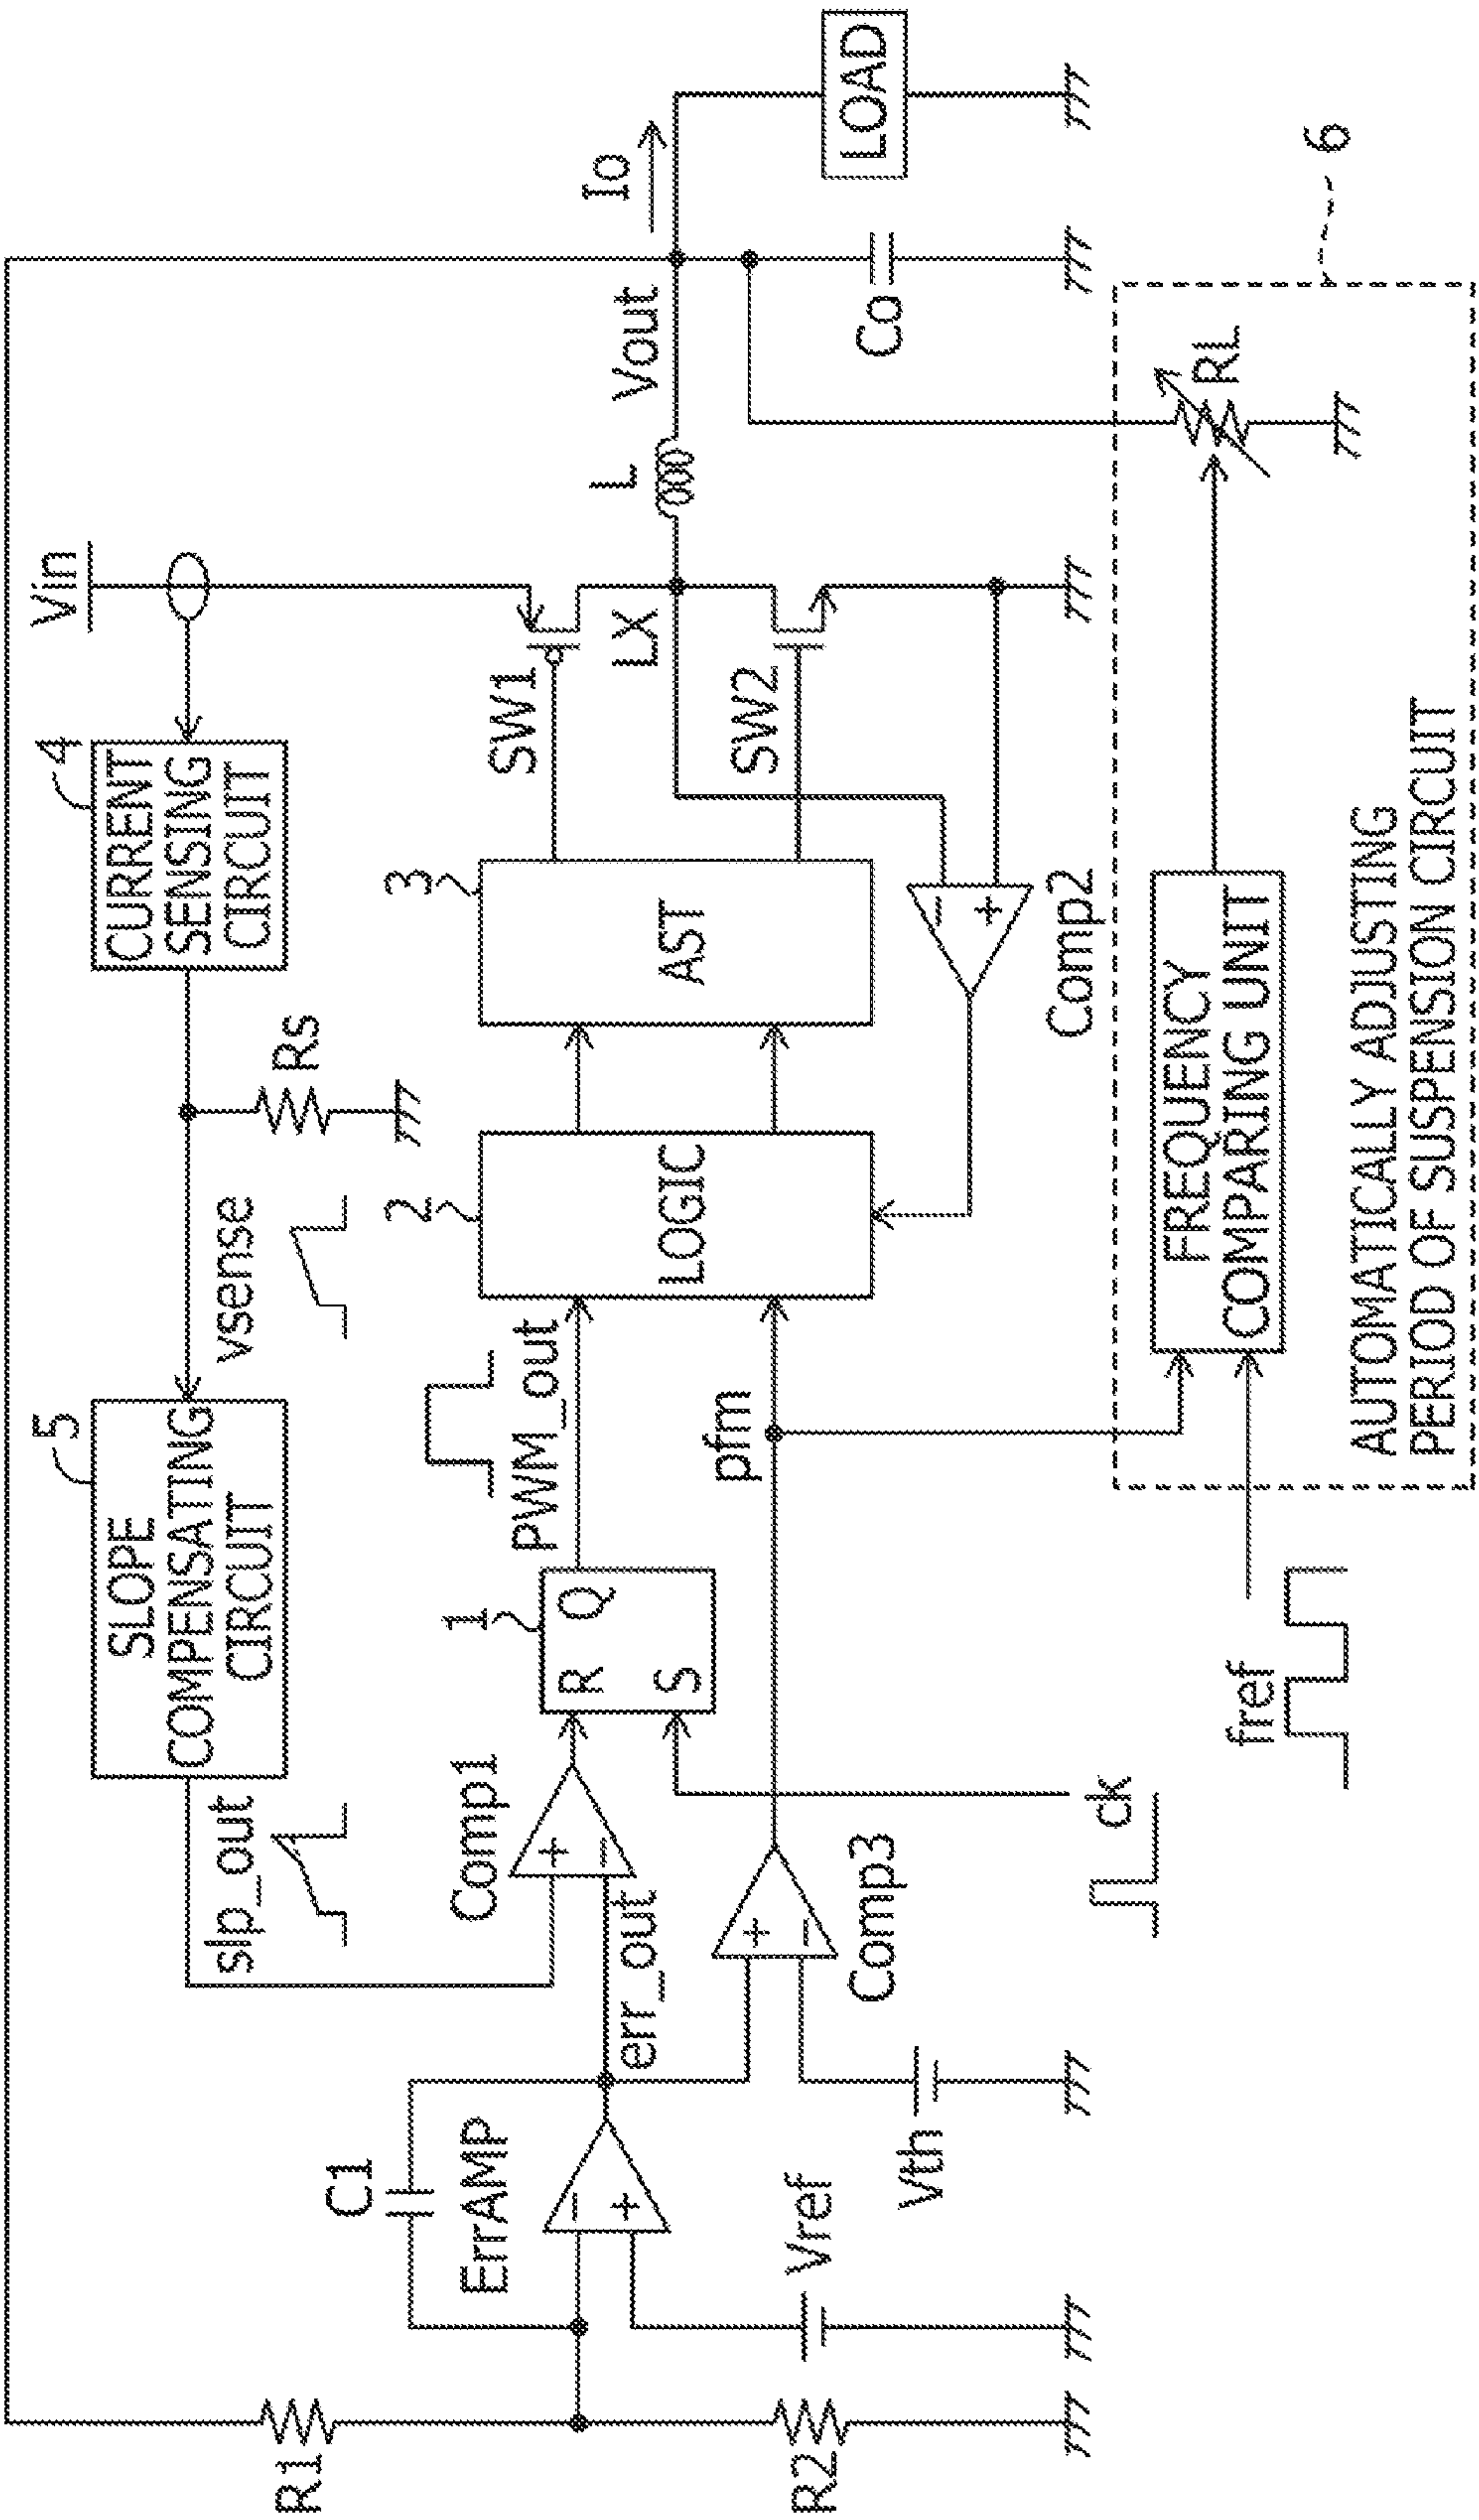 Vin
4
CURRENT
SENSING
CIRCUIT
5
SLOPE
COMPENSATING
CIRCUIT
Rs
vsense
slp_out
SW1
LX
L
Vout
Io
LOAD
Co
SW2
3
AST
2
LOGIC
PWM_out
1
R
Q
S
Comp1
+
−
err_out
C1
ErrAMP
−
+
R1
R2
Vref
Vth
Comp3
+
−
pfm
ck
Comp2
−
+
fref
FREQUENCY
COMPARING UNIT
RL
6
AUTOMATICALLY ADJUSTING
PERIOD OF SUSPENSION CIRCUIT